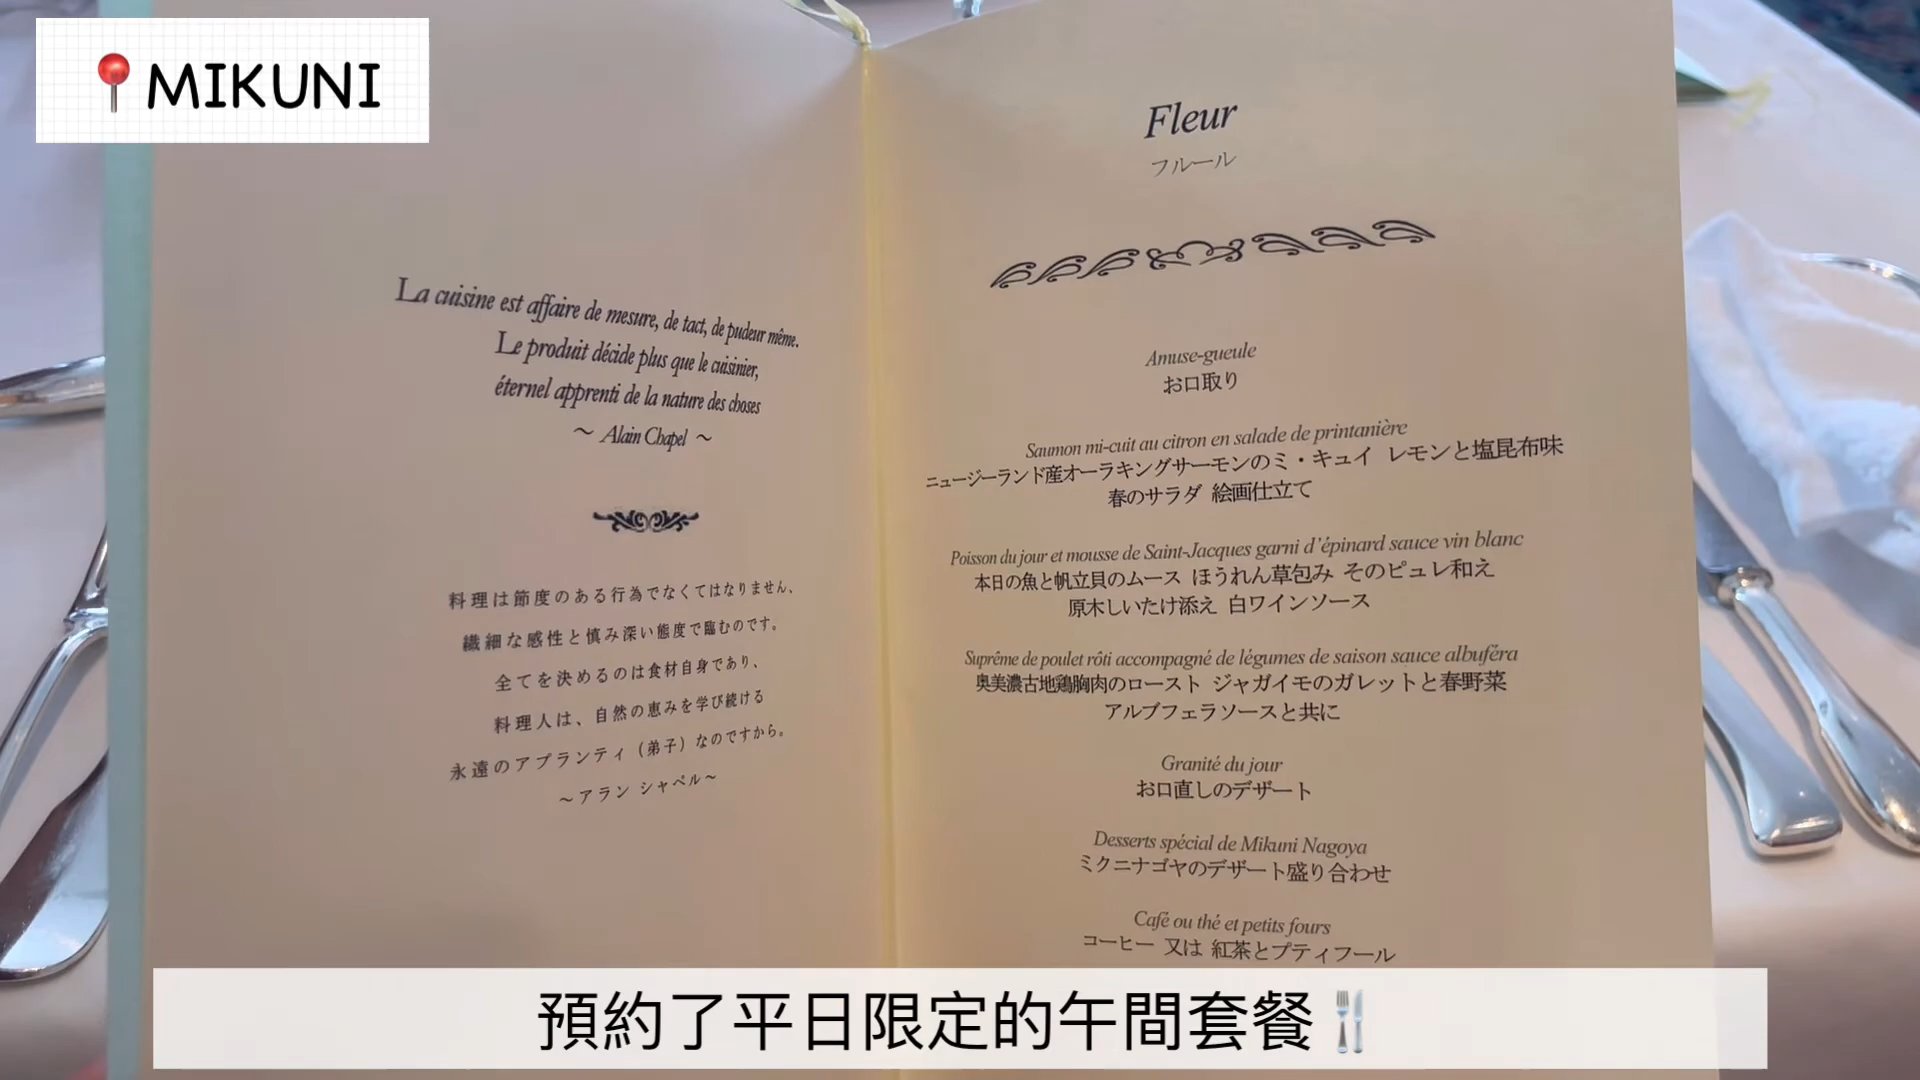 📍MIKUNI
La cuisine est affaire de mesure, de tact, de pudeur même.
Le produit décide plus que le cuisinier,
éternel apprenti de la nature des choses
～ Alain Chapel ～
料理は節度のある行為でなくてはなりません、
繊細な感性と慎み深い態度で臨むのです。
全てを決めるのは食材自身であり、
料理人は、自然の恵みを学び続ける
永遠のアプランティ（弟子）なのですから。
～アラン シャペル～
Fleur
フルール
Amuse-gueule
お口取り
Saumon mi-cuit au citron en salade de printanière
ニュージーランド産オーラキングサーモンのミ・キュイ レモンと塩昆布味
春のサラダ 絵画仕立て
Poisson du jour et mousse de Saint-Jacques garni d'épinard sauce vin blanc
本日の魚と帆立貝のムース ほうれん草包み そのピュレ和え
原木しいたけ添え 白ワインソース
Suprême de poulet rôti accompagné de légumes de saison sauce albuféra
奥美濃古地鶏胸肉のロースト ジャガイモのガレットと春野菜
アルブフェラソースと共に
Granité du jour
お口直しのデザート
Desserts spécial de Mikuni Nagoya
ミクニナゴヤのデザート盛り合わせ
Café ou thé et petits fours
コーヒー 又は 紅茶とプティフール
預約了平日限定的午間套餐🍴